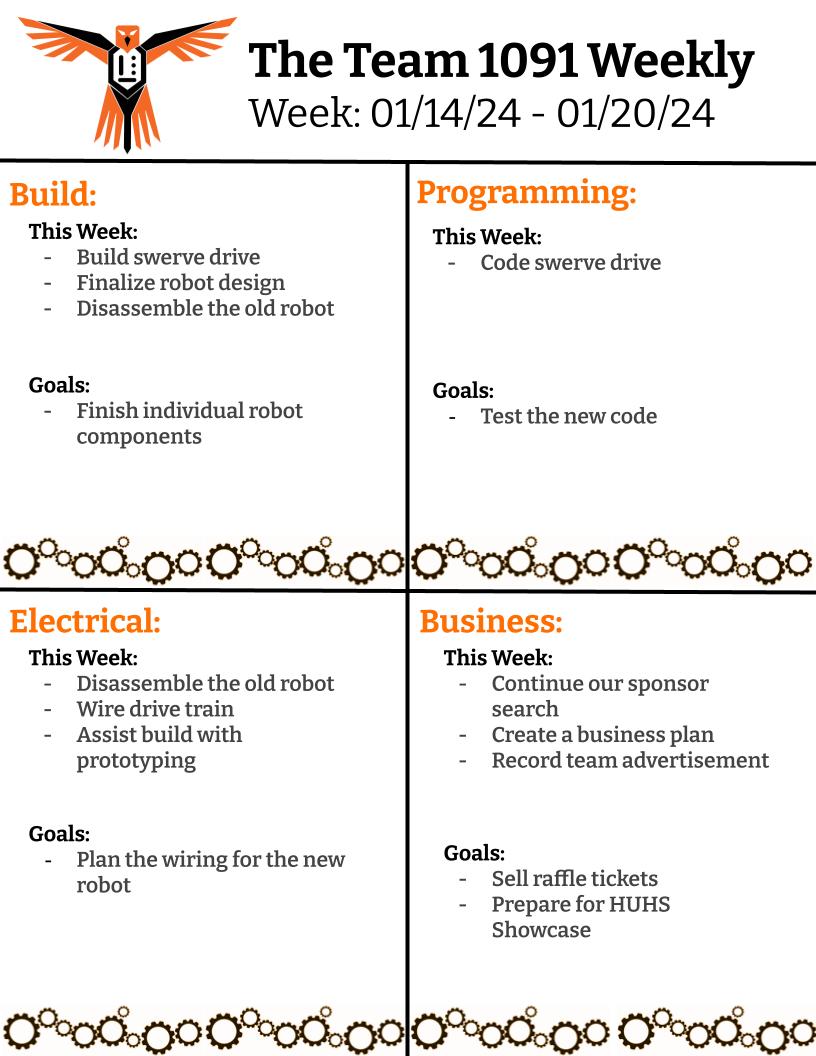 The Team 1091 Weekly
Week: 01/14/24 - 01/20/24
Build:
This Week:
- Build swerve drive
- Finalize robot design
- Disassemble the old robot
Goals:
- Finish individual robot
components
Programming:
This Week:
- Code swerve drive
Goals:
- Test the new code
Electrical:
This Week:
- Disassemble the old robot
- Wire drive train
- Assist build with
prototyping
Goals:
- Plan the wiring for the new
robot
Business:
This Week:
- Continue our sponsor
search
- Create a business plan
- Record team advertisement
Goals:
- Sell raffle tickets
- Prepare for HUHS
Showcase